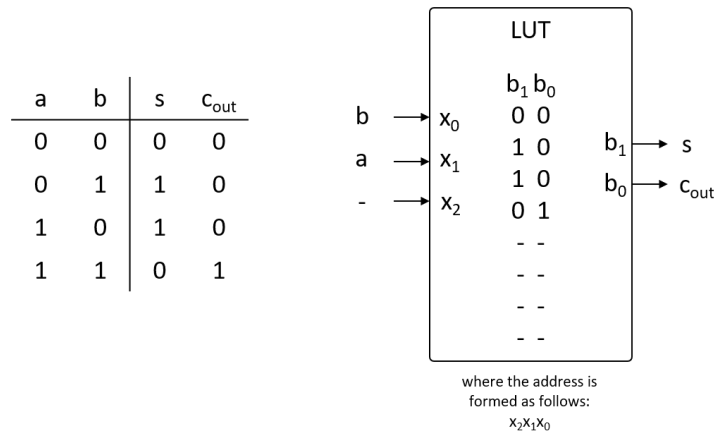 a b s c_out
0 0 0 0
0 1 1 0
1 0 1 0
1 1 0 1
LUT
b₁ b₀
0 0
1 0
1 0
0 1
- -
- -
- -
- -
b x₀
a x₁
- x₂
b₁ s
b₀ c_out
where the address is
formed as follows:
x₂x₁x₀